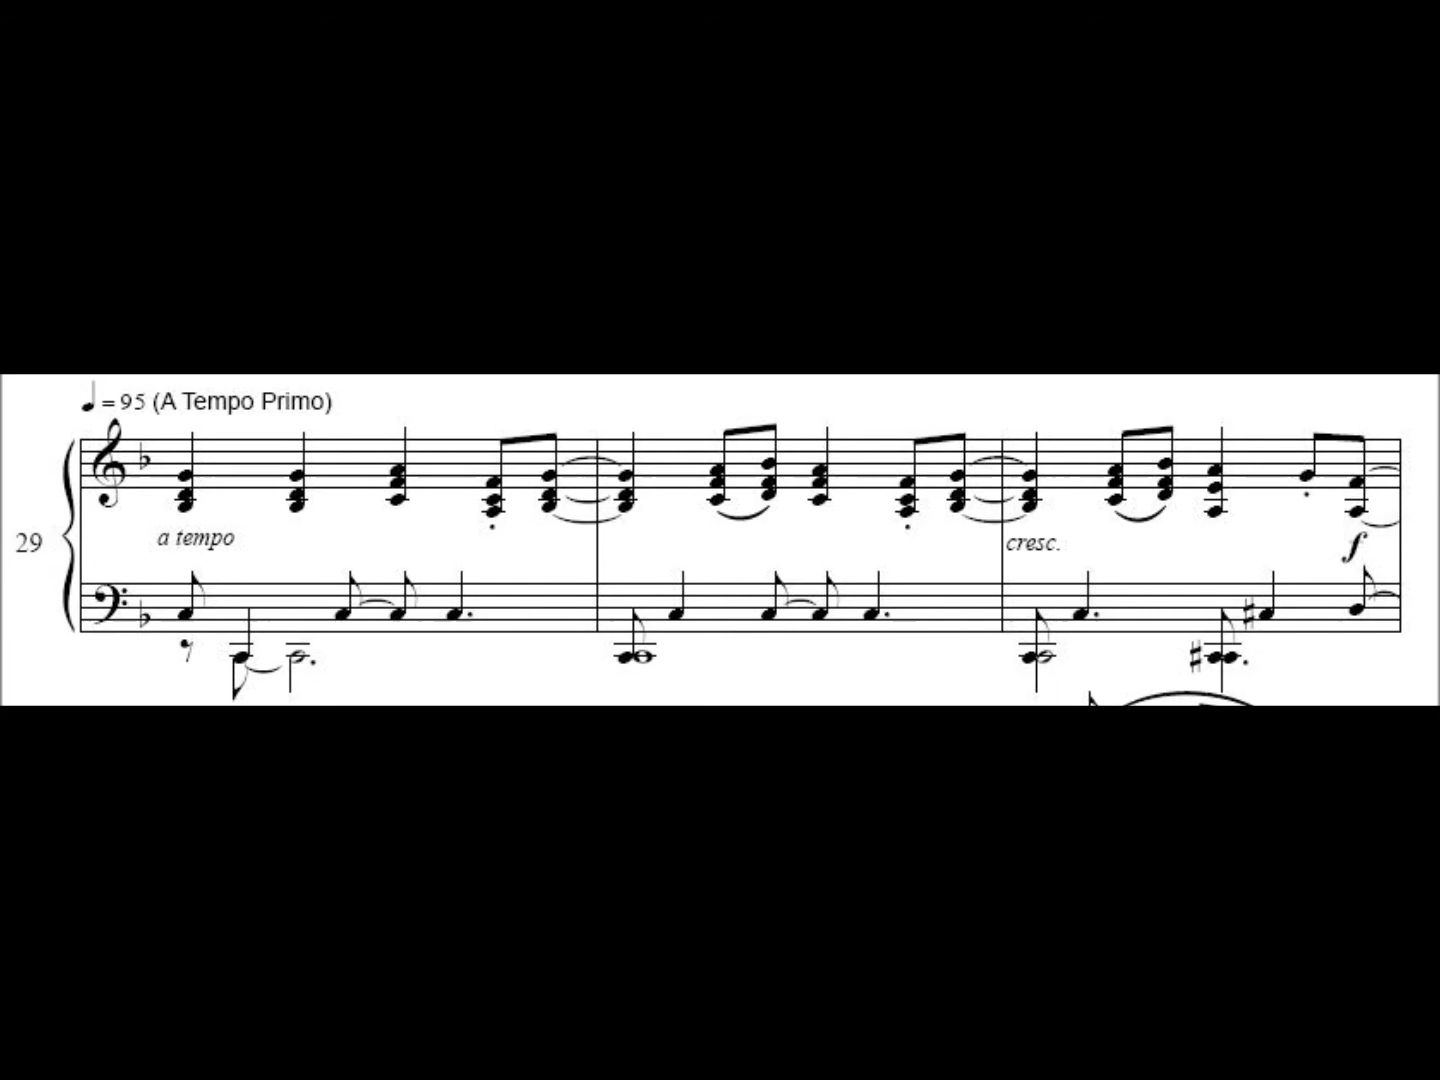 = 95 (A Tempo Primo)
a tempo
29
cresc.
f